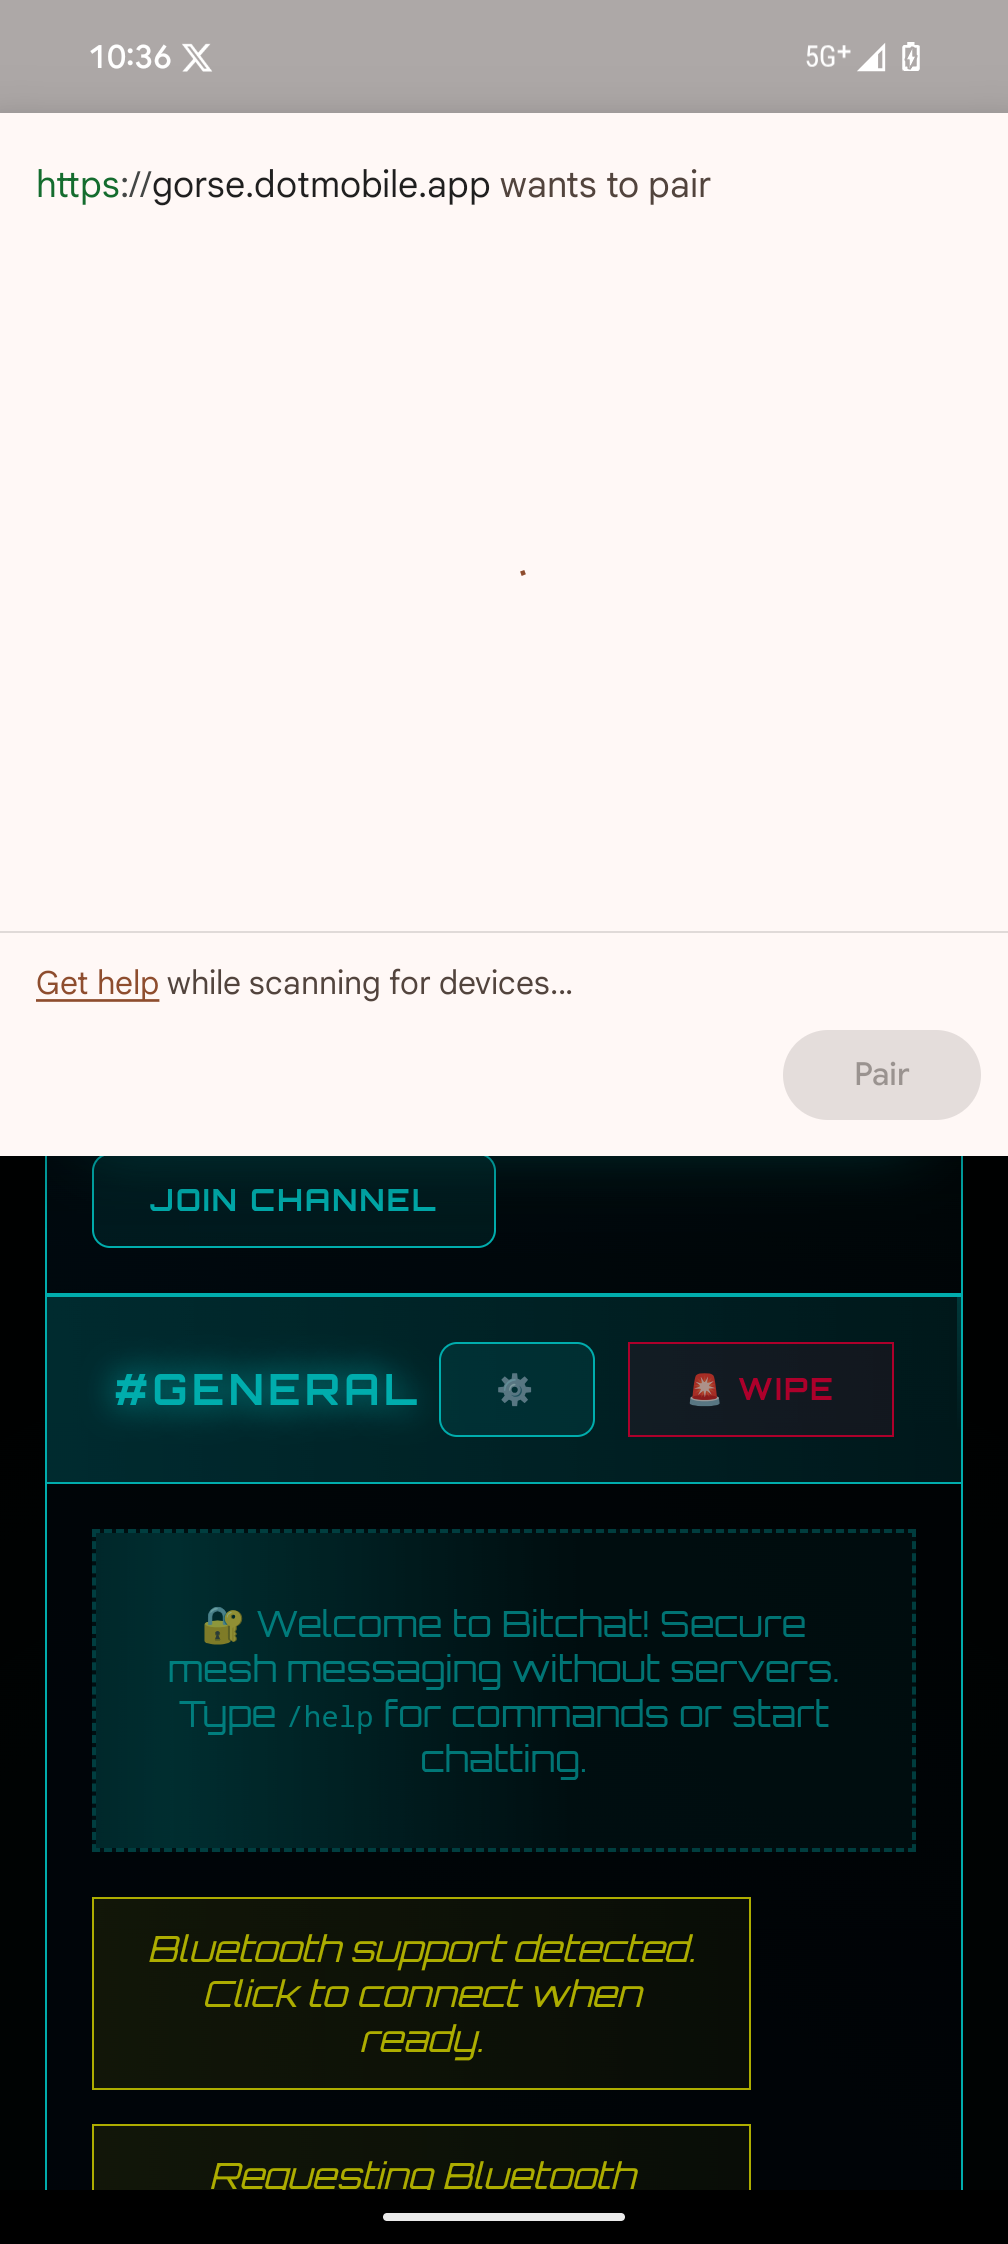 10:36
5G+
https://gorse.dotmobile.app wants to pair
Get help while scanning for devices...
Pair
JOIN CHANNEL
#GENERAL
⚙️
🚨 WIPE
🔐 Welcome to Bitchat! Secure
mesh messaging without servers.
Type /help for commands or start
chatting.
Bluetooth support detected.
Click to connect when
ready.
Requesting Bluetooth